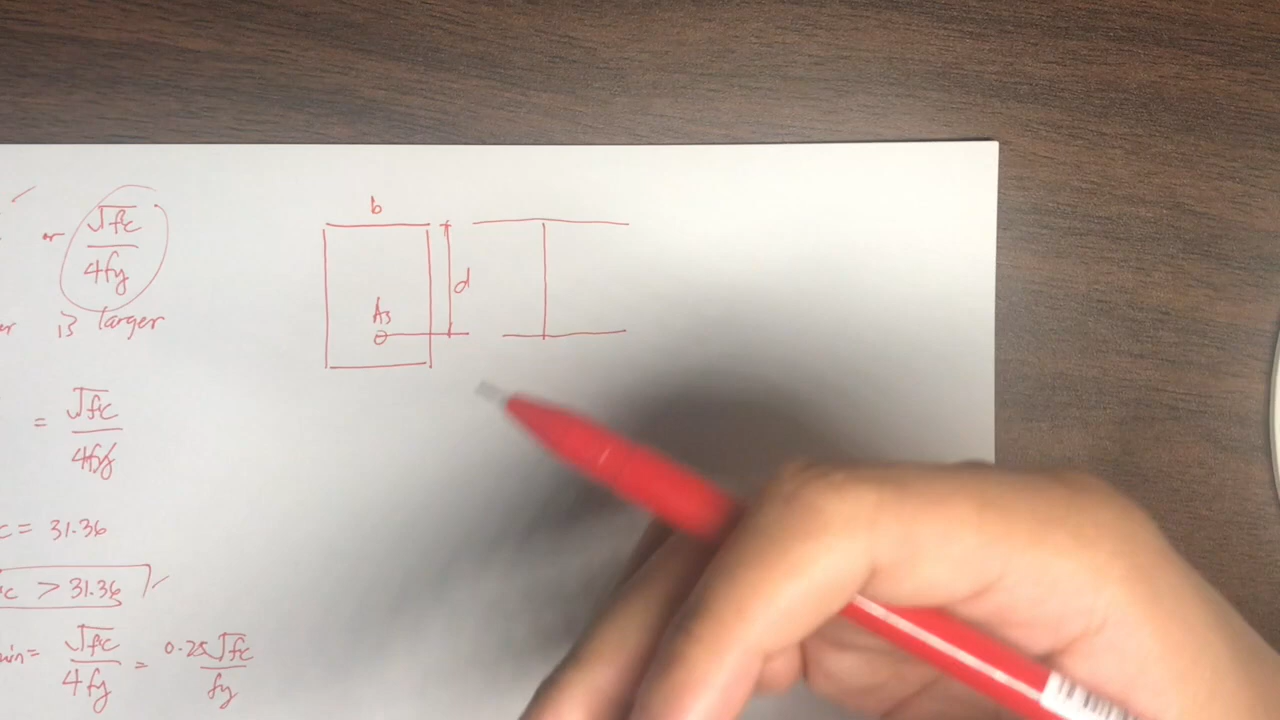 or √fc / 4fy
is larger
= √fc / 4fy
c = 31.36
c > 31.36
min = √fc / 4fy = 0.25√fc / fy
b
d
As